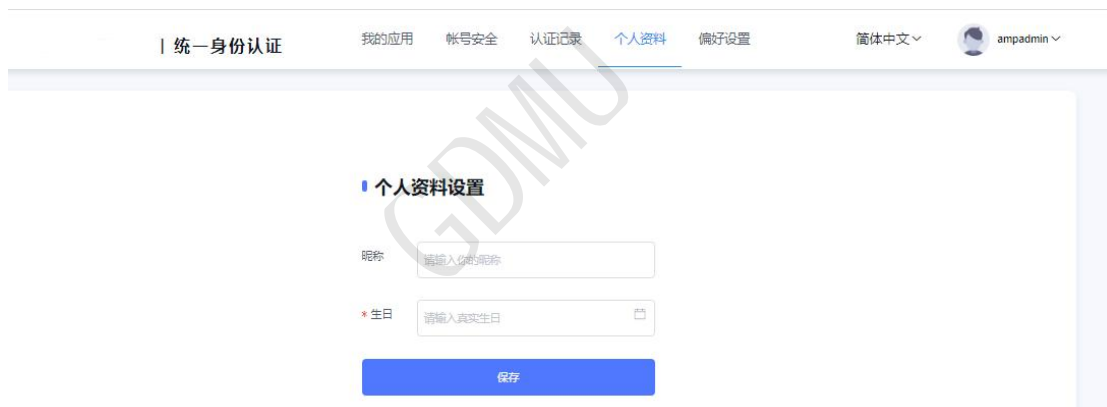 | 统一身份认证 我的应用 帐号安全 认证记录 个人资料 偏好设置 简体中文 ampadmin
GDMU
个人资料设置
昵称 请输入你的昵称
* 生日 请输入真实生日
保存